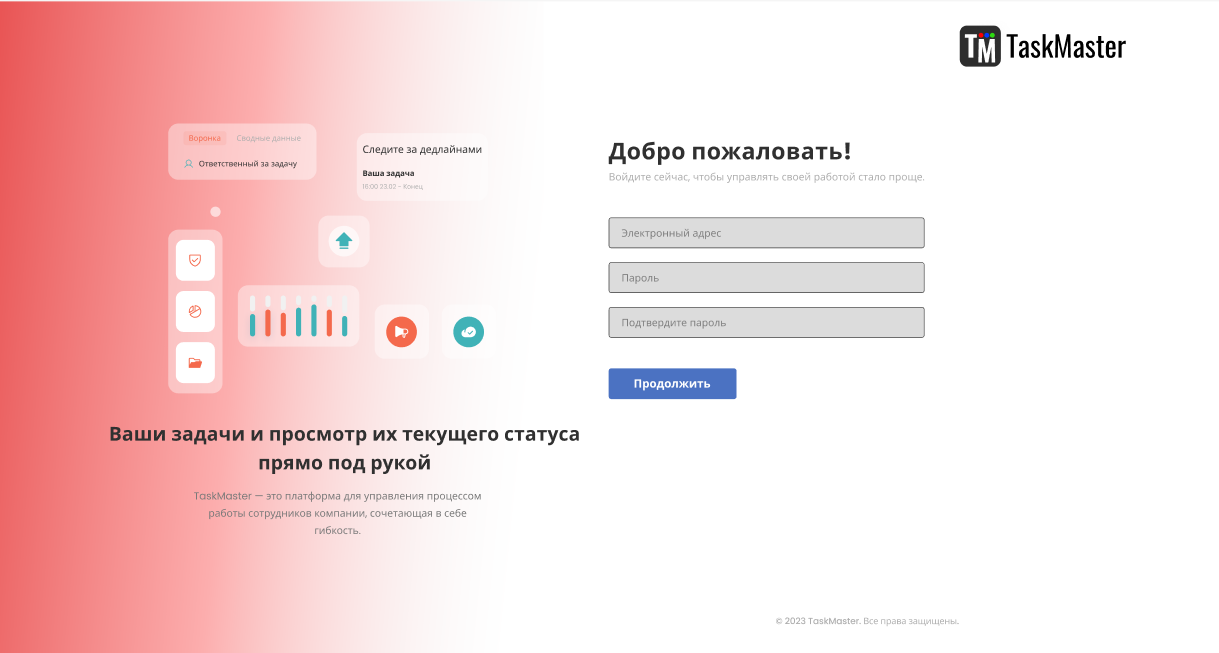 TM TaskMaster
Воронка Сводные данные
Ответственный за задачу
Следите за дедлайнами
Ваша задача
16:00 23.02 - Конец
Ваши задачи и просмотр их текущего статуса
прямо под рукой
TaskMaster — это платформа для управления процессом
работы сотрудников компании, сочетающая в себе
гибкость.
Добро пожаловать!
Войдите сейчас, чтобы управлять своей работой стало проще.
Электронный адрес
Пароль
Подтвердите пароль
Продолжить
© 2023 TaskMaster. Все права защищены.